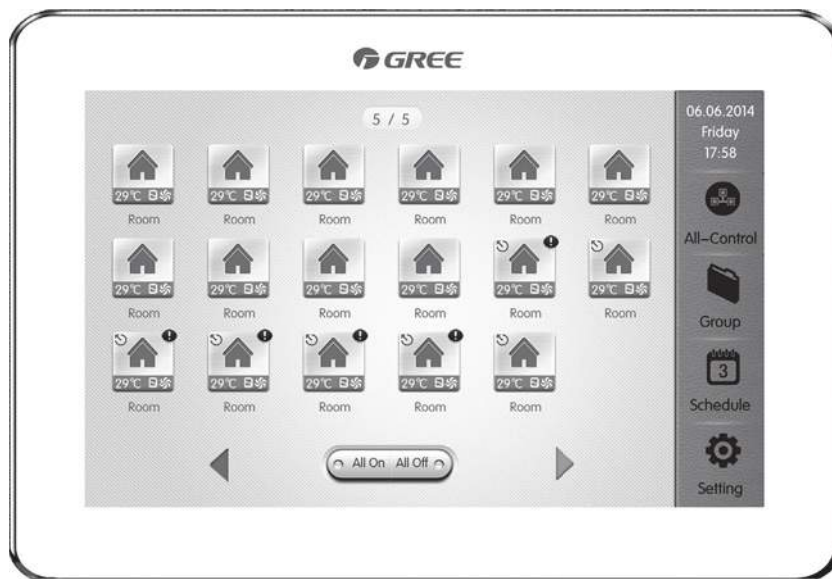 GREE
5 / 5
06.06.2014
Friday
17:58
29℃ 29℃ 29℃ 29℃ 29℃ 29℃
Room Room Room Room Room Room
All-Control
29℃ 29℃ 29℃ 29℃ 29℃ 29℃
Room Room Room Room Room Room
Group
29℃ 29℃ 29℃ 29℃ 29℃
Room Room Room Room Room
3
Schedule
All On All Off
Setting